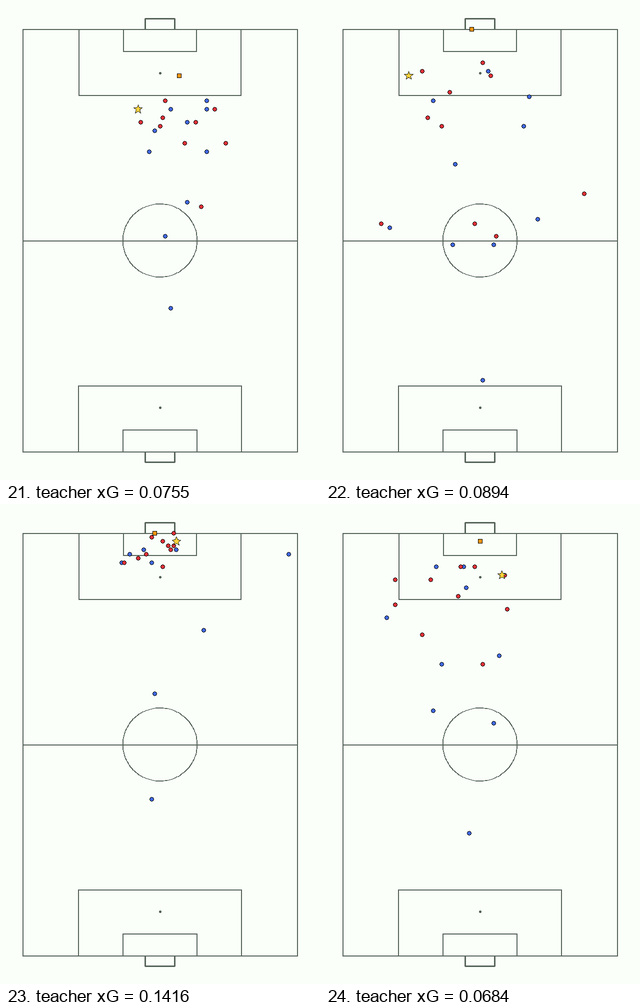 21. teacher xG = 0.0755
22. teacher xG = 0.0894
23. teacher xG = 0.1416
24. teacher xG = 0.0684